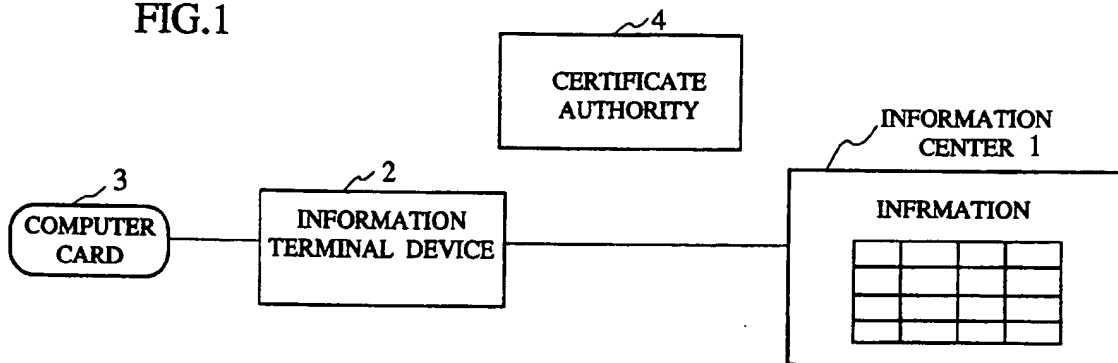 FIG.1
4
CERTIFICATE
AUTHORITY
INFORMATION
CENTER 1
3
COMPUTER
CARD
2
INFORMATION
TERMINAL DEVICE
INFRMATION